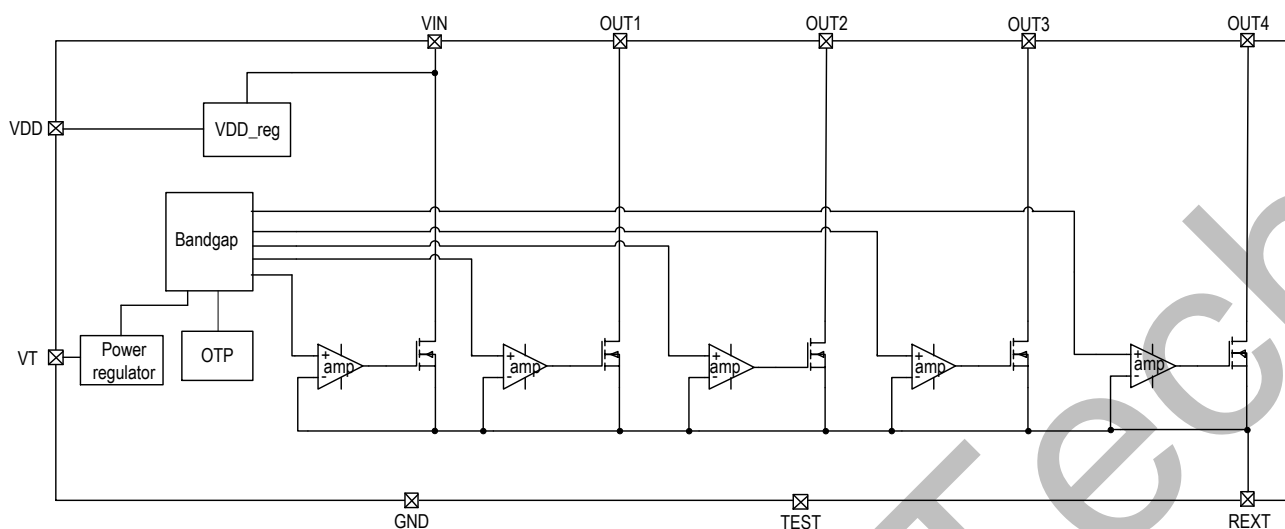 VIN
OUT1
OUT2
OUT3
OUT4
VDD
VDD_reg
Bandgap
VT
Power
regulator
OTP
+
amp
-
+
amp
-
+
amp
-
+
amp
-
+
amp
-
GND
TEST
REXT
Tech